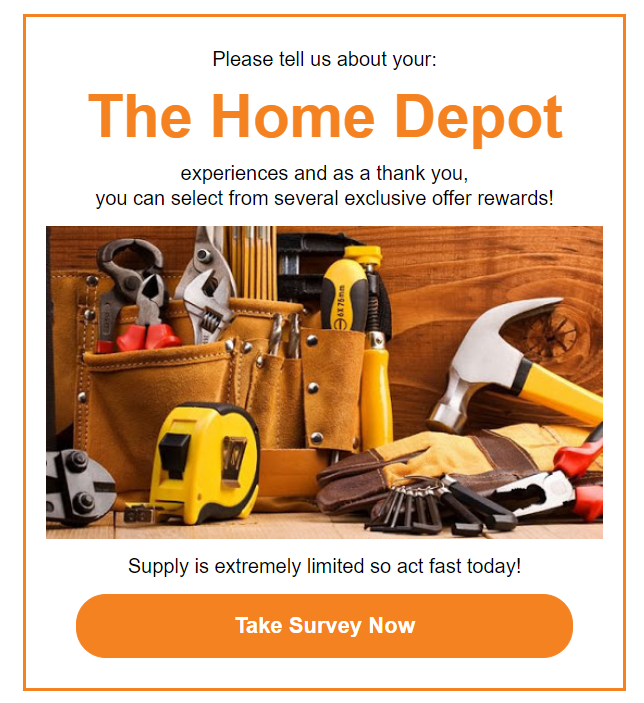 Please tell us about your:
The Home Depot
experiences and as a thank you,
you can select from several exclusive offer rewards!
6X75mm
Supply is extremely limited so act fast today!
Take Survey Now